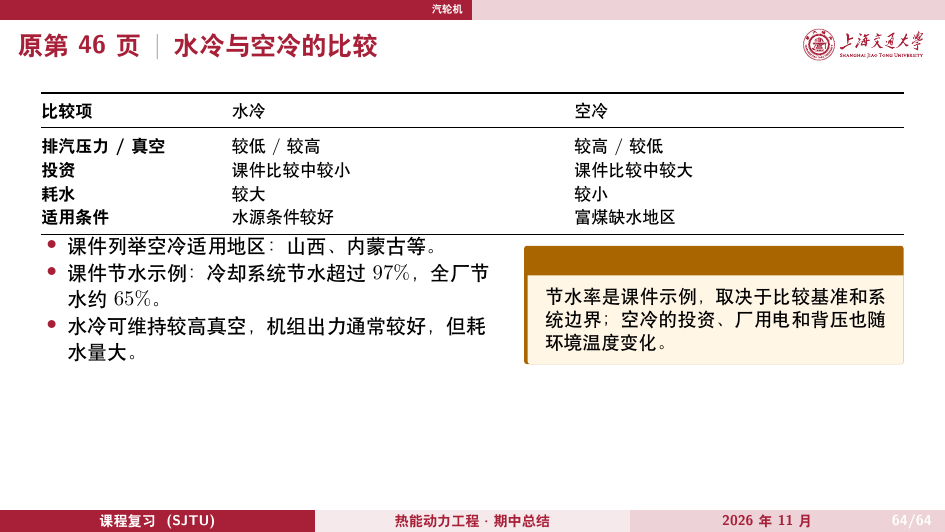 汽轮机
原第 46 页 | 水冷与空冷的比较
上海交通大学
SHANGHAI JIAO TONG UNIVERSITY
比较项 水冷 空冷
排汽压力 / 真空 较低 / 较高 较高 / 较低
投资 课件比较中较小 课件比较中较大
耗水 较大 较小
适用条件 水源条件较好 富煤缺水地区
• 课件列举空冷适用地区：山西、内蒙古等。
• 课件节水示例：冷却系统节水超过 97%，全厂节
水约 65%。
• 水冷可维持较高真空，机组出力通常较好，但耗
水量大。
节水率是课件示例，取决于比较基准和系
统边界；空冷的投资、厂用电和背压也随
环境温度变化。
课程复习 (SJTU) 热能动力工程 · 期中总结 2026 年 11 月 64/64